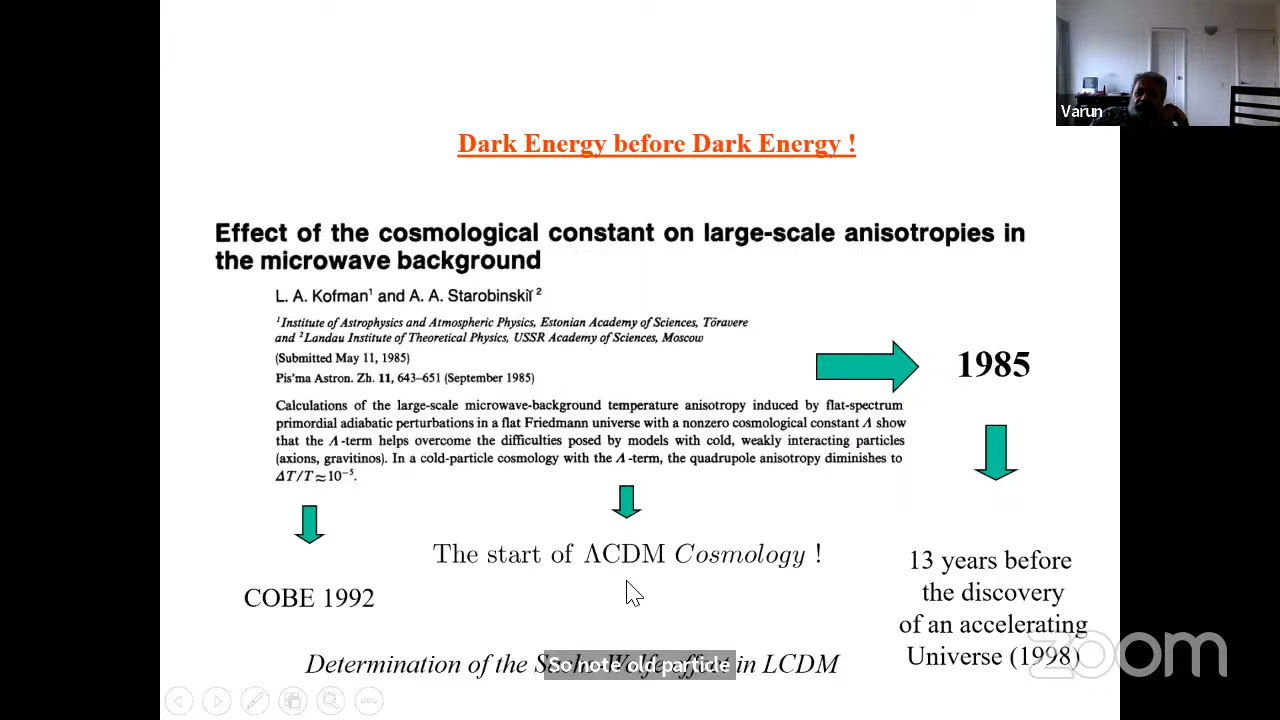 Varun
Dark Energy before Dark Energy !
Effect of the cosmological constant on large-scale anisotropies in
the microwave background
L. A. Kofman¹ and A. A. Starobinskiĭ ²
¹Institute of Astrophysics and Atmospheric Physics, Estonian Academy of Sciences, Tõravere
and ²Landau Institute of Theoretical Physics, USSR Academy of Sciences, Moscow
(Submitted May 11, 1985)
Pis'ma Astron. Zh. 11, 643–651 (September 1985)
Calculations of the large-scale microwave-background temperature anisotropy induced by flat-spectrum
primordial adiabatic perturbations in a flat Friedmann universe with a nonzero cosmological constant Λ show
that the Λ-term helps overcome the difficulties posed by models with cold, weakly interacting particles
(axions, gravitinos). In a cold-particle cosmology with the Λ-term, the quadrupole anisotropy diminishes to
ΔT/T≈10⁻⁵.
1985
The start of ΛCDM Cosmology !
COBE 1992
13 years before
the discovery
of an accelerating
Universe (1998)
zoom
Determination of the in LCDM
So note old particle